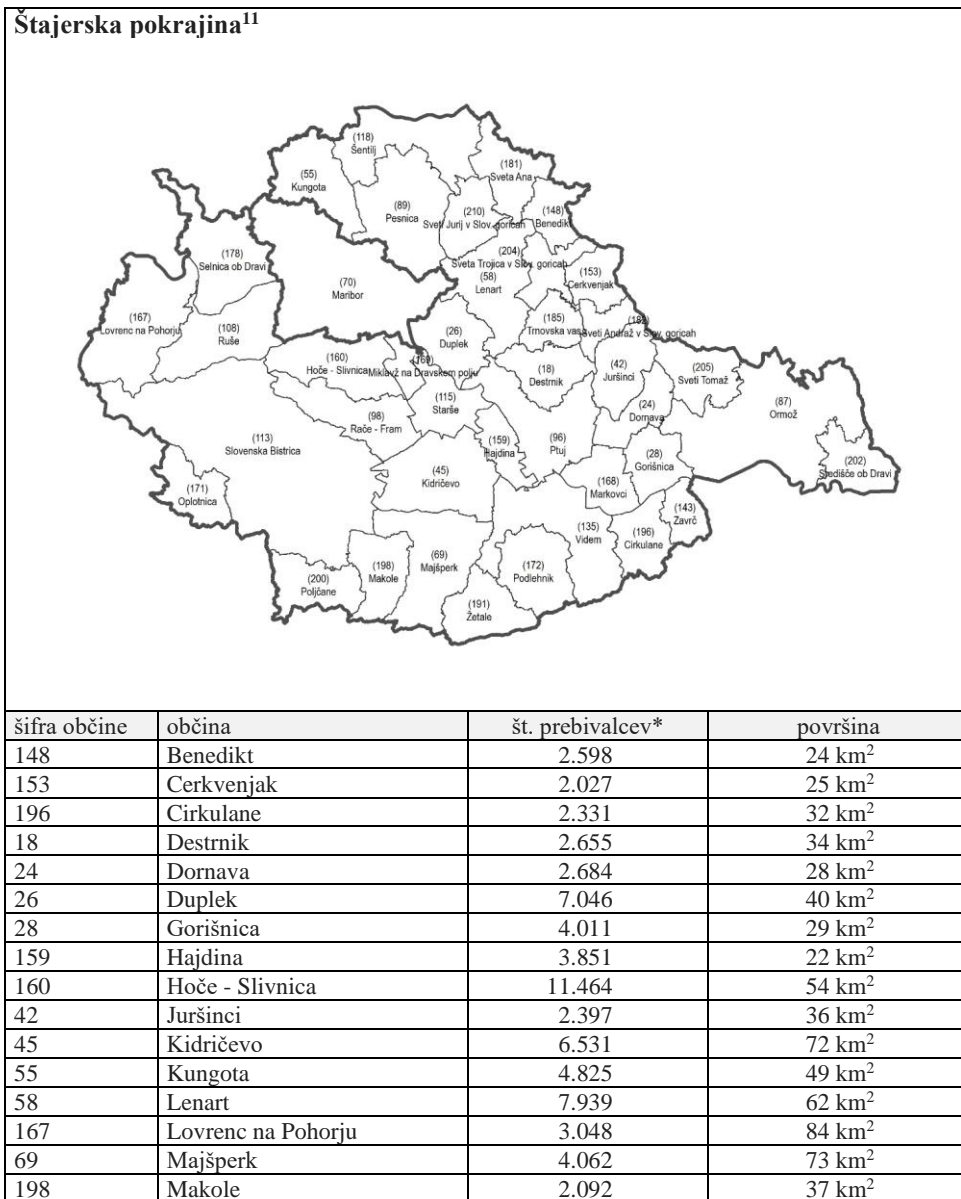 Štajerska pokrajina¹¹
(118)
Šentilj
(181)
Sveta Ana
(55)
Kungota
(89)
Pesnica
(210)
Sveti Jurij v Slov. goricah
(148)
Benedikt
(178)
Selnica ob Dravi
(204)
Sveta Trojica v Slov. goricah
(58)
Lenart
(153)
Cerkvenjak
(70)
Maribor
(167)
Lovrenc na Pohorju
(108)
Ruše
(26)
Duplek
(185)
Trnovska vas
(182)
Sveti Andraž v Slov. goricah
(160)
Hoče - Slivnica
(169)
Miklavž na Dravskem polju
(18)
Destrnik
(42)
Juršinci
(205)
Sveti Tomaž
(115)
Starše
(24)
Dornava
(87)
Ormož
(98)
Rače - Fram
(113)
Slovenska Bistrica
(159)
Hajdina
(96)
Ptuj
(28)
Gorišnica
(202)
Središče ob Dravi
(45)
Kidričevo
(171)
Oplotnica
(168)
Markovci
(143)
Zavrč
(135)
Videm
(196)
Cirkulane
(69)
Majšperk
(198)
Makole
(172)
Podlehnik
(200)
Poljčane
(191)
Žetale
šifra občine občina št. prebivalcev* površina
148 Benedikt 2.598 24 km²
153 Cerkvenjak 2.027 25 km²
196 Cirkulane 2.331 32 km²
18 Destrnik 2.655 34 km²
24 Dornava 2.684 28 km²
26 Duplek 7.046 40 km²
28 Gorišnica 4.011 29 km²
159 Hajdina 3.851 22 km²
160 Hoče - Slivnica 11.464 54 km²
42 Juršinci 2.397 36 km²
45 Kidričevo 6.531 72 km²
55 Kungota 4.825 49 km²
58 Lenart 7.939 62 km²
167 Lovrenc na Pohorju 3.048 84 km²
69 Majšperk 4.062 73 km²
198 Makole 2.092 37 km²